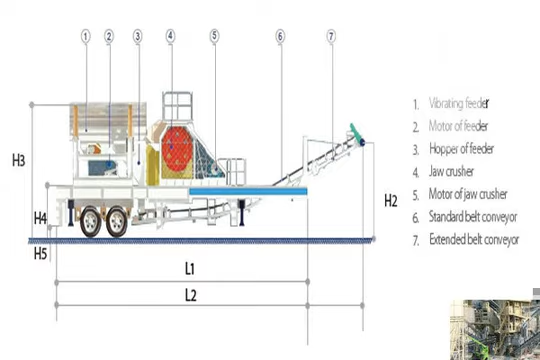 1 2 3 4 5 6 7
H3
H4
H5
H2
L1
L2
1. Vibrating feeder
2. Motor of feeder
3. Hopper of feeder
4. Jaw crusher
5. Motor of jaw crusher
6. Standard belt conveyor
7. Extended belt conveyor